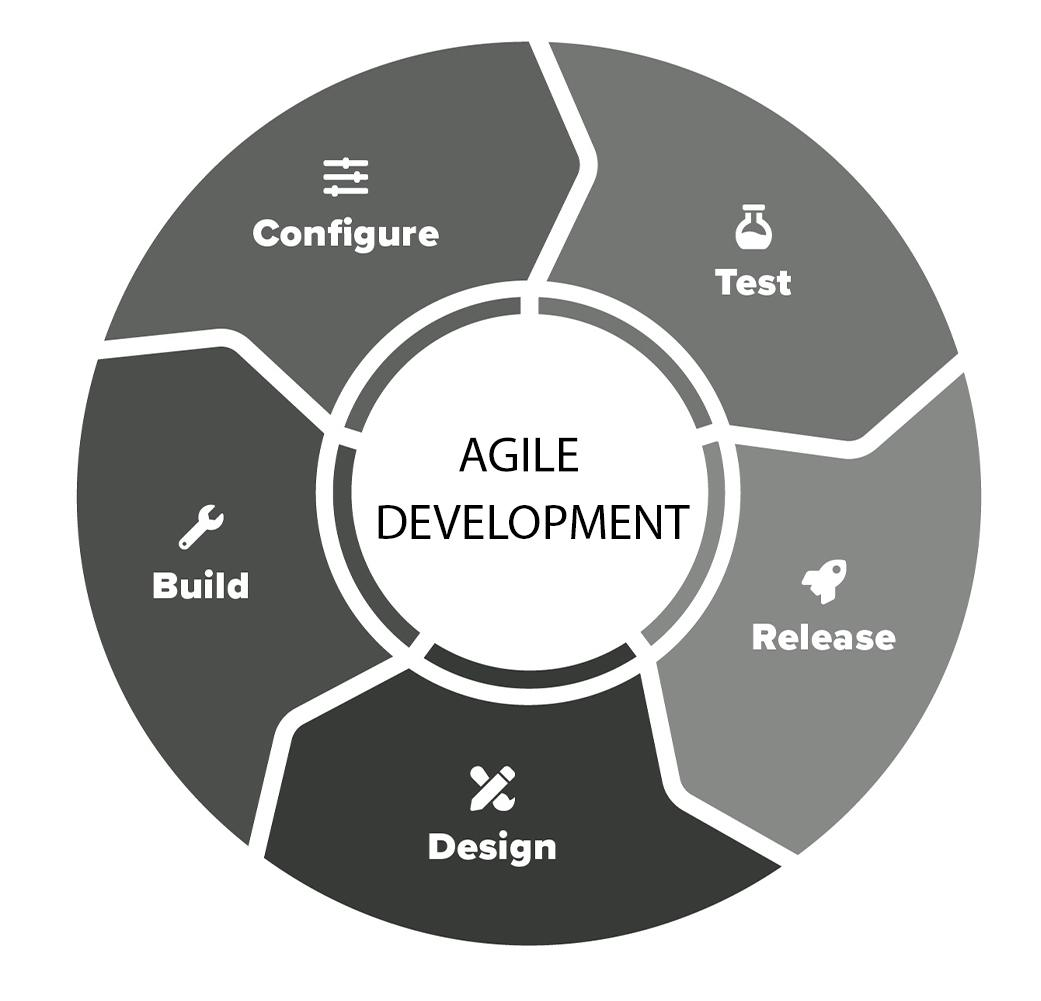 Configure
Test
AGILE
DEVELOPMENT
Build
Release
Design